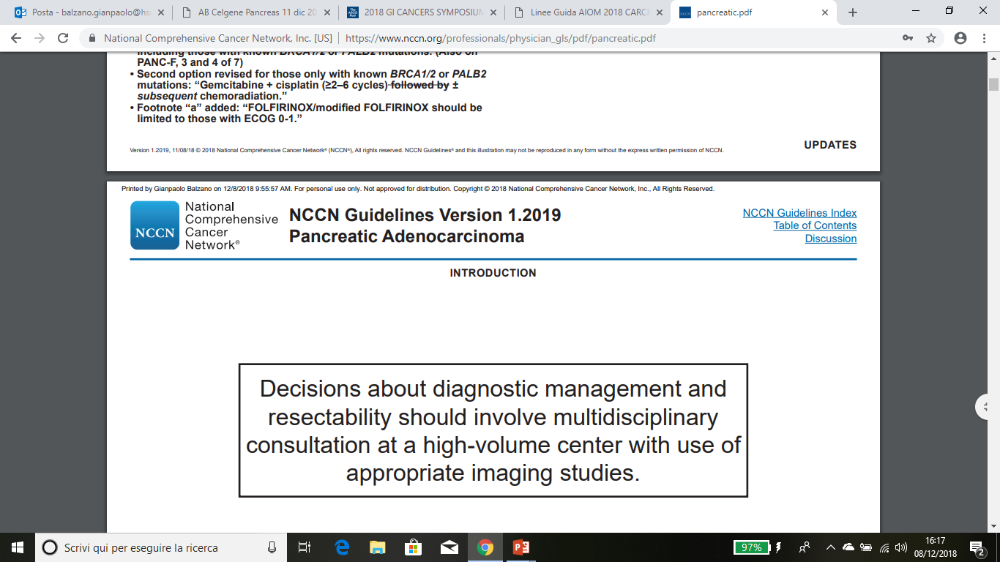 Posta - balzano.gianpaolo@hs
AB Celgene Pancreas 11 dic 20
2018 GI CANCERS SYMPOSIUM
Linee Guida AIOM 2018 CARCI
pancreatic.pdf
National Comprehensive Cancer Network, Inc. [US] | https://www.nccn.org/professionals/physician_gls/pdf/pancreatic.pdf
including those with known BRCA1/2 or PALB2 mutations. (Also on
PANC-F, 3 and 4 of 7)
• Second option revised for those only with known BRCA1/2 or PALB2
mutations: “Gemcitabine + cisplatin (≥2–6 cycles) followed by ±
subsequent chemoradiation.”
• Footnote “a” added: “FOLFIRINOX/modified FOLFIRINOX should be
limited to those with ECOG 0-1.”
Version 1.2019, 11/08/18 © 2018 National Comprehensive Cancer Network® (NCCN®), All rights reserved. NCCN Guidelines® and this illustration may not be reproduced in any form without the express written permission of NCCN.
UPDATES
Printed by Gianpaolo Balzano on 12/8/2018 9:55:57 AM. For personal use only. Not approved for distribution. Copyright © 2018 National Comprehensive Cancer Network, Inc., All Rights Reserved.
NCCN
National
Comprehensive
Cancer
Network®
NCCN Guidelines Version 1.2019
Pancreatic Adenocarcinoma
NCCN Guidelines Index
Table of Contents
Discussion
INTRODUCTION
Decisions about diagnostic management and
resectability should involve multidisciplinary
consultation at a high-volume center with use of
appropriate imaging studies.
Scrivi qui per eseguire la ricerca
97%
16:17
08/12/2018
2